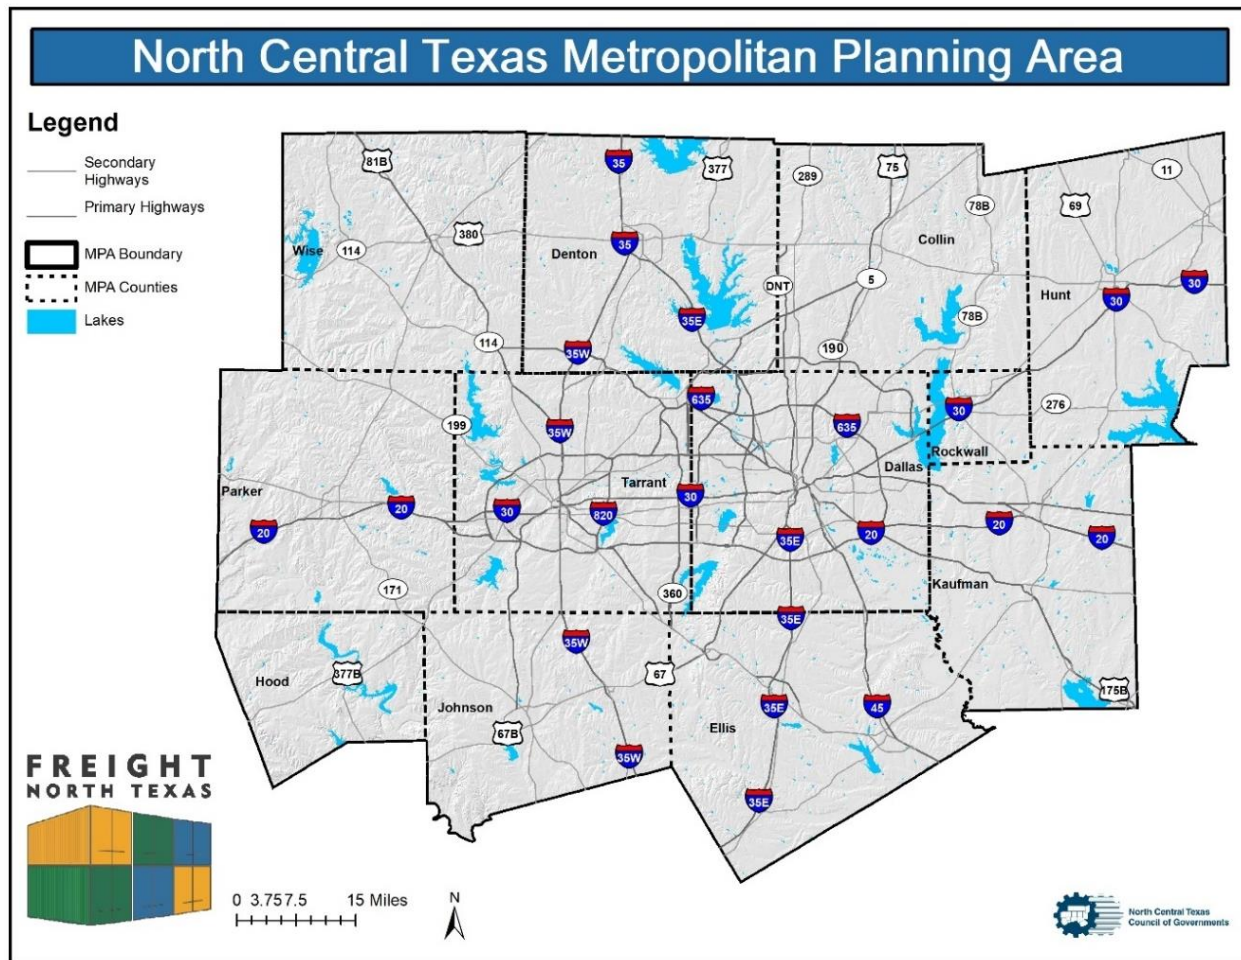 North Central Texas Metropolitan Planning Area
Legend
Secondary
Highways
Primary Highways
MPA Boundary
MPA Counties
Lakes
81B
35
377
289
75
11
78B
69
380
Wise
114
Denton
35
Collin
DNT
5
30
Hunt
30
35E
78B
114
35W
190
635
30
276
199
35W
635
Rockwall
Dallas
Tarrant
Parker
30
20
30
820
20
20
35E
20
20
Kaufman
171
360
35E
35W
Hood
377B
67
175B
Johnson
35E
45
67B
Ellis
35W
35E
FREIGHT
NORTH TEXAS
0 3.75 7.5 15 Miles
N
North Central Texas
Council of Governments